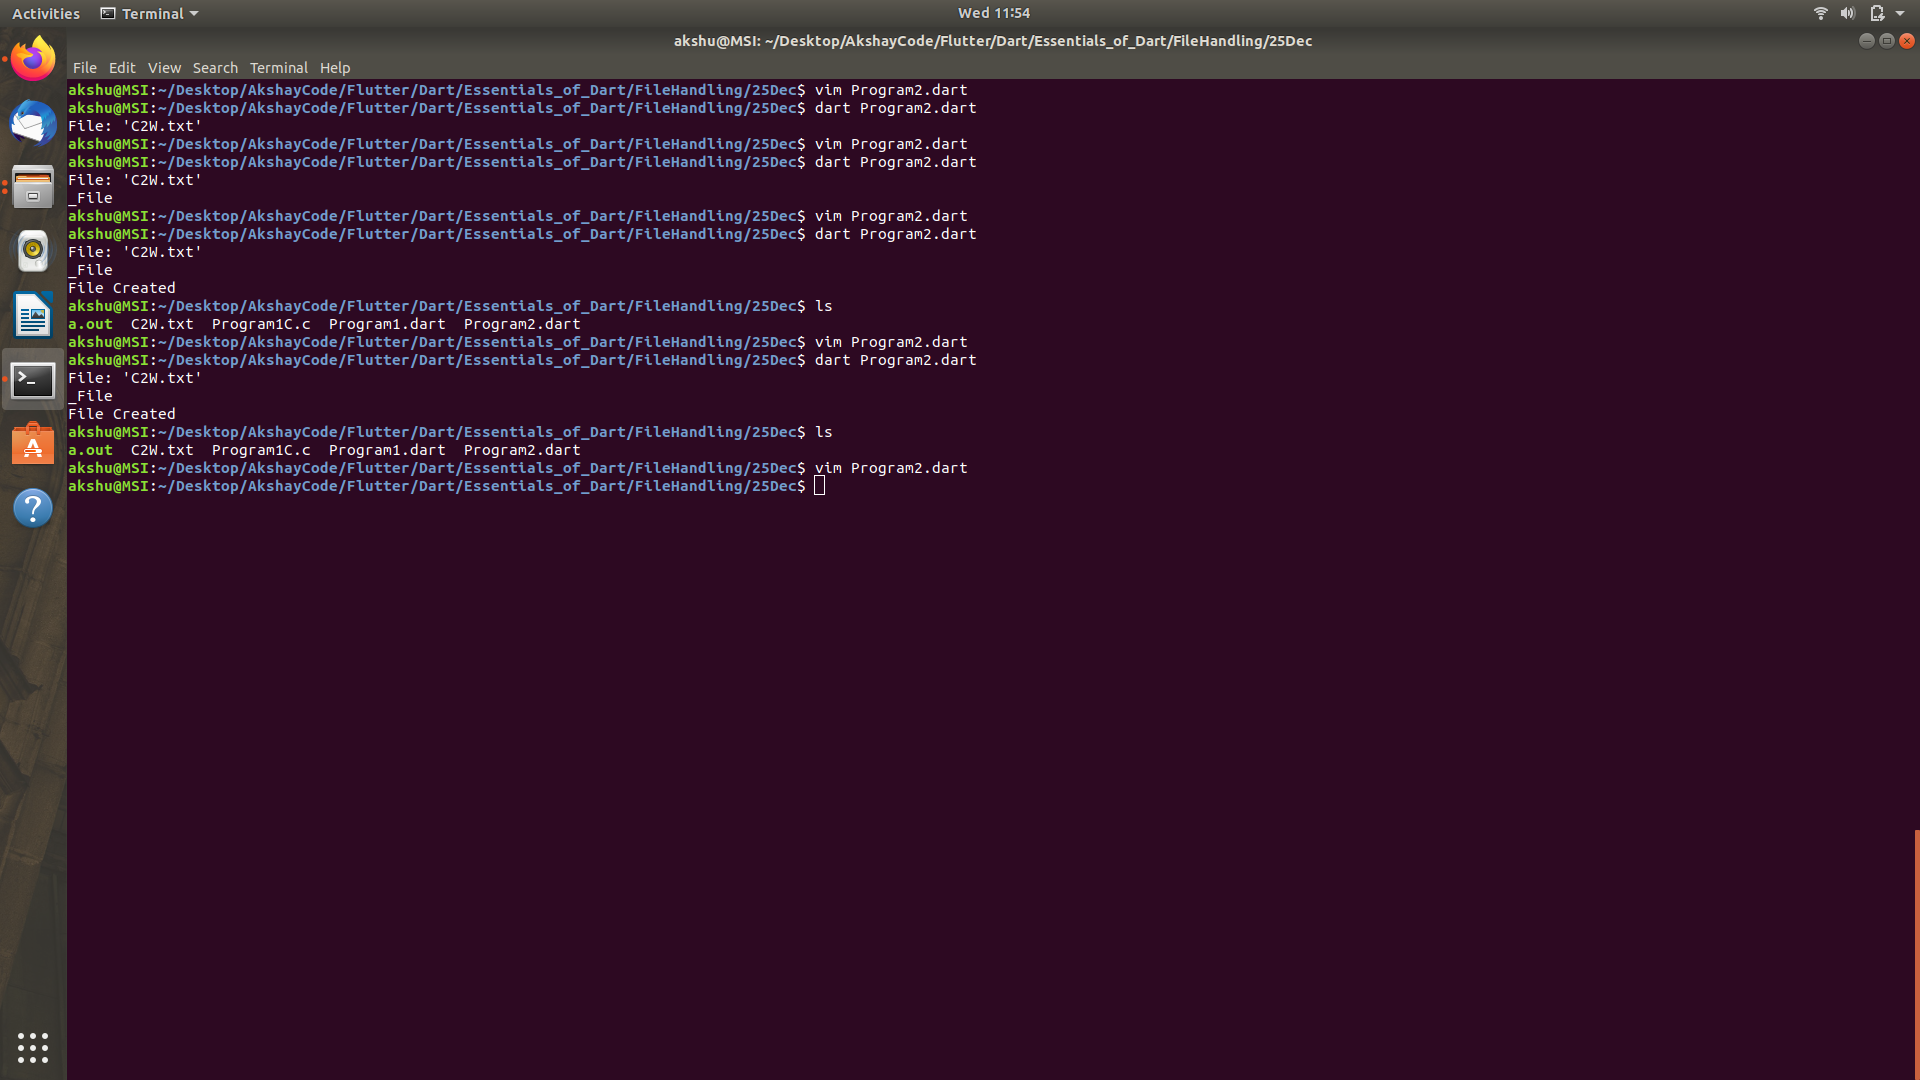 Activities Terminal Wed 11:54
akshu@MSI: ~/Desktop/AkshayCode/Flutter/Dart/Essentials_of_Dart/FileHandling/25Dec
File Edit View Search Terminal Help
akshu@MSI:~/Desktop/AkshayCode/Flutter/Dart/Essentials_of_Dart/FileHandling/25Dec$ vim Program2.dart
akshu@MSI:~/Desktop/AkshayCode/Flutter/Dart/Essentials_of_Dart/FileHandling/25Dec$ dart Program2.dart
File: 'C2W.txt'
akshu@MSI:~/Desktop/AkshayCode/Flutter/Dart/Essentials_of_Dart/FileHandling/25Dec$ vim Program2.dart
akshu@MSI:~/Desktop/AkshayCode/Flutter/Dart/Essentials_of_Dart/FileHandling/25Dec$ dart Program2.dart
File: 'C2W.txt'
_File
akshu@MSI:~/Desktop/AkshayCode/Flutter/Dart/Essentials_of_Dart/FileHandling/25Dec$ vim Program2.dart
akshu@MSI:~/Desktop/AkshayCode/Flutter/Dart/Essentials_of_Dart/FileHandling/25Dec$ dart Program2.dart
File: 'C2W.txt'
_File
File Created
akshu@MSI:~/Desktop/AkshayCode/Flutter/Dart/Essentials_of_Dart/FileHandling/25Dec$ ls
a.out  C2W.txt  Program1C.c  Program1.dart  Program2.dart
akshu@MSI:~/Desktop/AkshayCode/Flutter/Dart/Essentials_of_Dart/FileHandling/25Dec$ vim Program2.dart
akshu@MSI:~/Desktop/AkshayCode/Flutter/Dart/Essentials_of_Dart/FileHandling/25Dec$ dart Program2.dart
File: 'C2W.txt'
_File
File Created
akshu@MSI:~/Desktop/AkshayCode/Flutter/Dart/Essentials_of_Dart/FileHandling/25Dec$ ls
a.out  C2W.txt  Program1C.c  Program1.dart  Program2.dart
akshu@MSI:~/Desktop/AkshayCode/Flutter/Dart/Essentials_of_Dart/FileHandling/25Dec$ vim Program2.dart
akshu@MSI:~/Desktop/AkshayCode/Flutter/Dart/Essentials_of_Dart/FileHandling/25Dec$